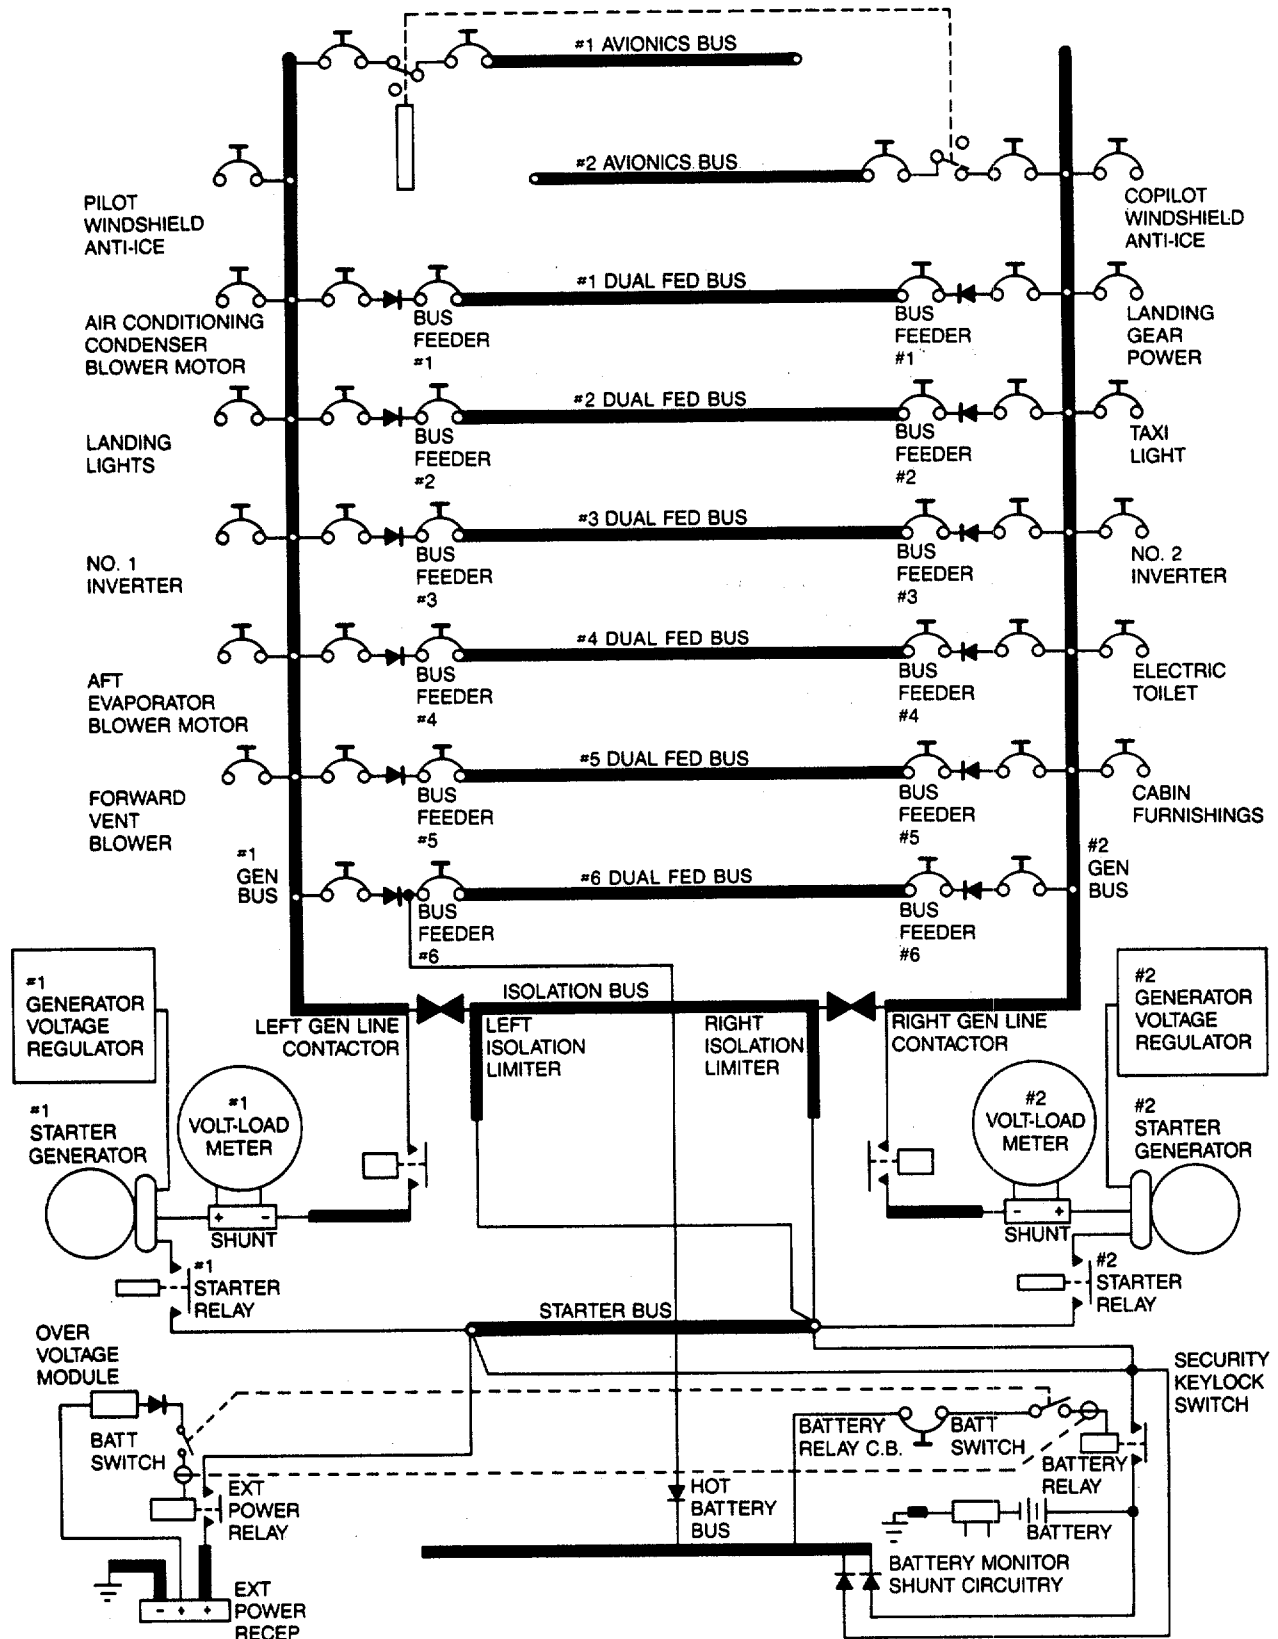 #1 AVIONICS BUS
#2 AVIONICS BUS
PILOT
WINDSHIELD
ANTI-ICE
COPILOT
WINDSHIELD
ANTI-ICE
#1 DUAL FED BUS
AIR CONDITIONING
CONDENSER
BLOWER MOTOR
BUS
FEEDER
#1
BUS
FEEDER
#1
LANDING
GEAR
POWER
#2 DUAL FED BUS
LANDING
LIGHTS
BUS
FEEDER
#2
BUS
FEEDER
#2
TAXI
LIGHT
#3 DUAL FED BUS
NO. 1
INVERTER
BUS
FEEDER
#3
BUS
FEEDER
#3
NO. 2
INVERTER
#4 DUAL FED BUS
AFT
EVAPORATOR
BLOWER MOTOR
BUS
FEEDER
#4
BUS
FEEDER
#4
ELECTRIC
TOILET
#5 DUAL FED BUS
FORWARD
VENT
BLOWER
BUS
FEEDER
#5
BUS
FEEDER
#5
CABIN
FURNISHINGS
#1
GEN
BUS
#6 DUAL FED BUS
BUS
FEEDER
#6
BUS
FEEDER
#6
#2
GEN
BUS
#1
GENERATOR
VOLTAGE
REGULATOR
ISOLATION BUS
LEFT GEN LINE
CONTACTOR
LEFT
ISOLATION
LIMITER
RIGHT
ISOLATION
LIMITER
RIGHT GEN LINE
CONTACTOR
#2
GENERATOR
VOLTAGE
REGULATOR
#1
STARTER
GENERATOR
#1
VOLT-LOAD
METER
#2
VOLT-LOAD
METER
#2
STARTER
GENERATOR
+ -
SHUNT
- +
SHUNT
#1
STARTER
RELAY
#2
STARTER
RELAY
STARTER BUS
OVER
VOLTAGE
MODULE
SECURITY
KEYLOCK
SWITCH
BATT
SWITCH
BATTERY
RELAY C.B.
BATT
SWITCH
BATTERY
RELAY
EXT
POWER
RELAY
HOT
BATTERY
BUS
BATTERY
BATTERY MONITOR
SHUNT CIRCUITRY
- + +
EXT
POWER
RECEP